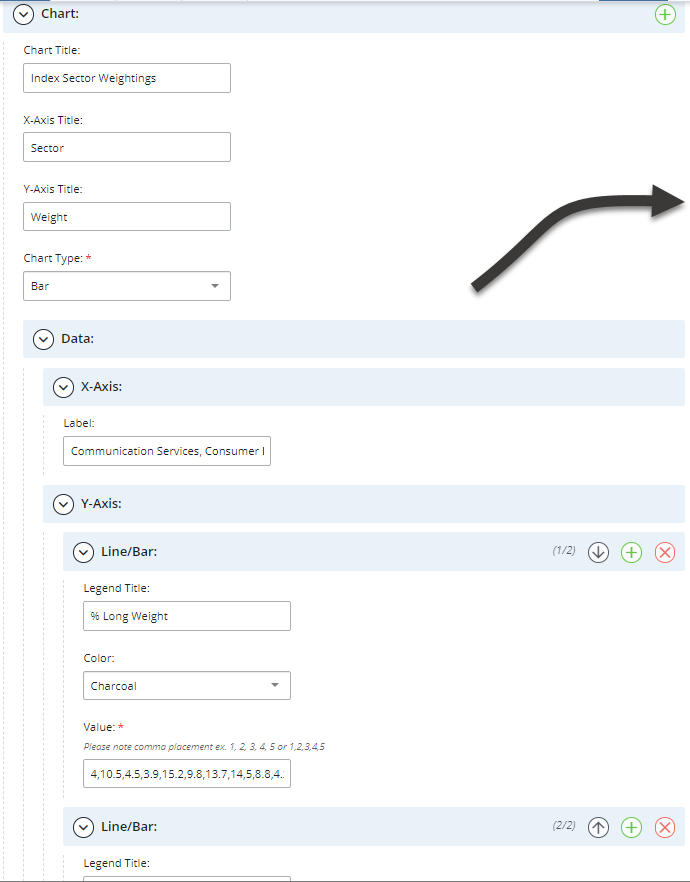 Chart:
Chart Title:
Index Sector Weightings
X-Axis Title:
Sector
Y-Axis Title:
Weight
Chart Type: *
Bar
Data:
X-Axis:
Label:
Communication Services, Consumer
Y-Axis:
Line/Bar:
(1/2)
Legend Title:
% Long Weight
Color:
Charcoal
Value: *
Please note comma placement ex. 1, 2, 3, 4, 5 or 1,2,3,4,5
4,10.5,4.5,3.9,15.2,9.8,13.7,14,5,8.8,4.
Line/Bar:
(2/2)
Legend Title: